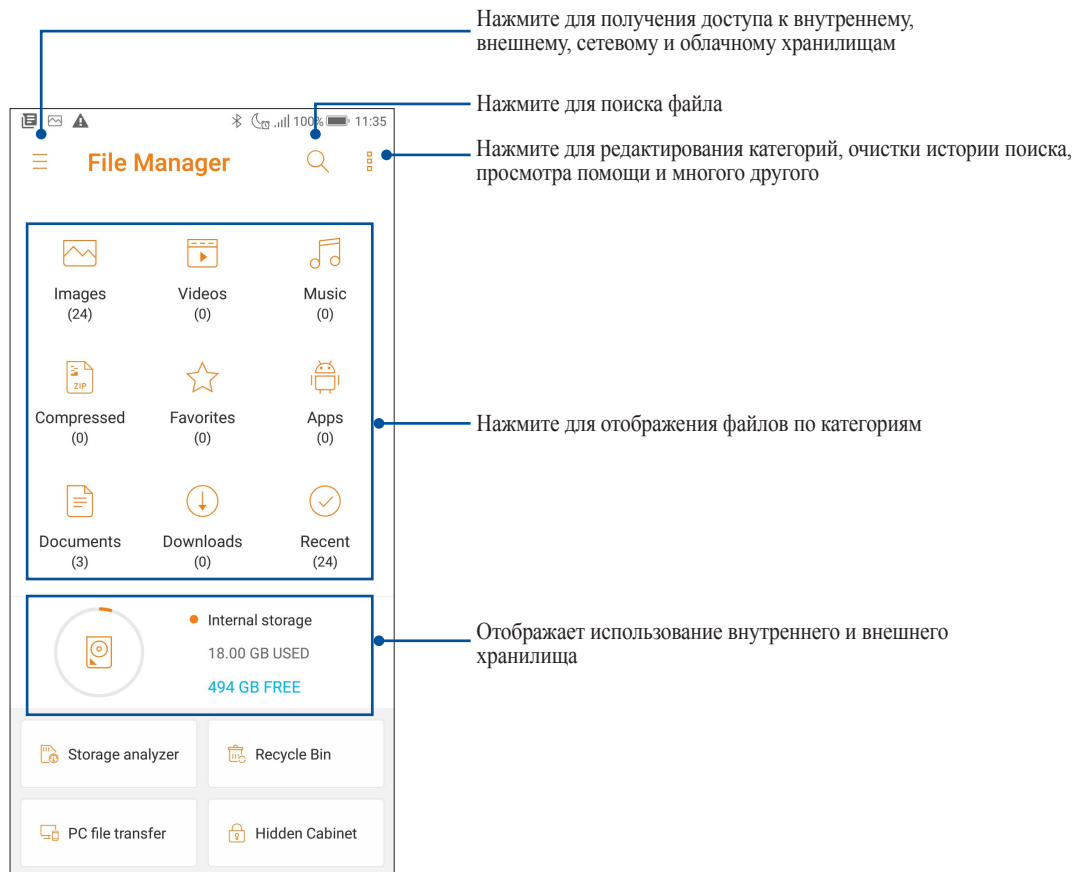 Нажмите для получения доступа к внутреннему,
внешнему, сетевому и облачному хранилищам
Нажмите для поиска файла
Нажмите для редактирования категорий, очистки истории поиска,
просмотра помощи и многого другого
100% 11:35
File Manager
Images Videos Music
(24) (0) (0)
ZIP
Compressed Favorites Apps
(0) (0) (0)
Нажмите для отображения файлов по категориям
Documents Downloads Recent
(3) (0) (24)
Internal storage
18.00 GB USED
494 GB FREE
Отображает использование внутреннего и внешнего
хранилища
Storage analyzer Recycle Bin
PC file transfer Hidden Cabinet